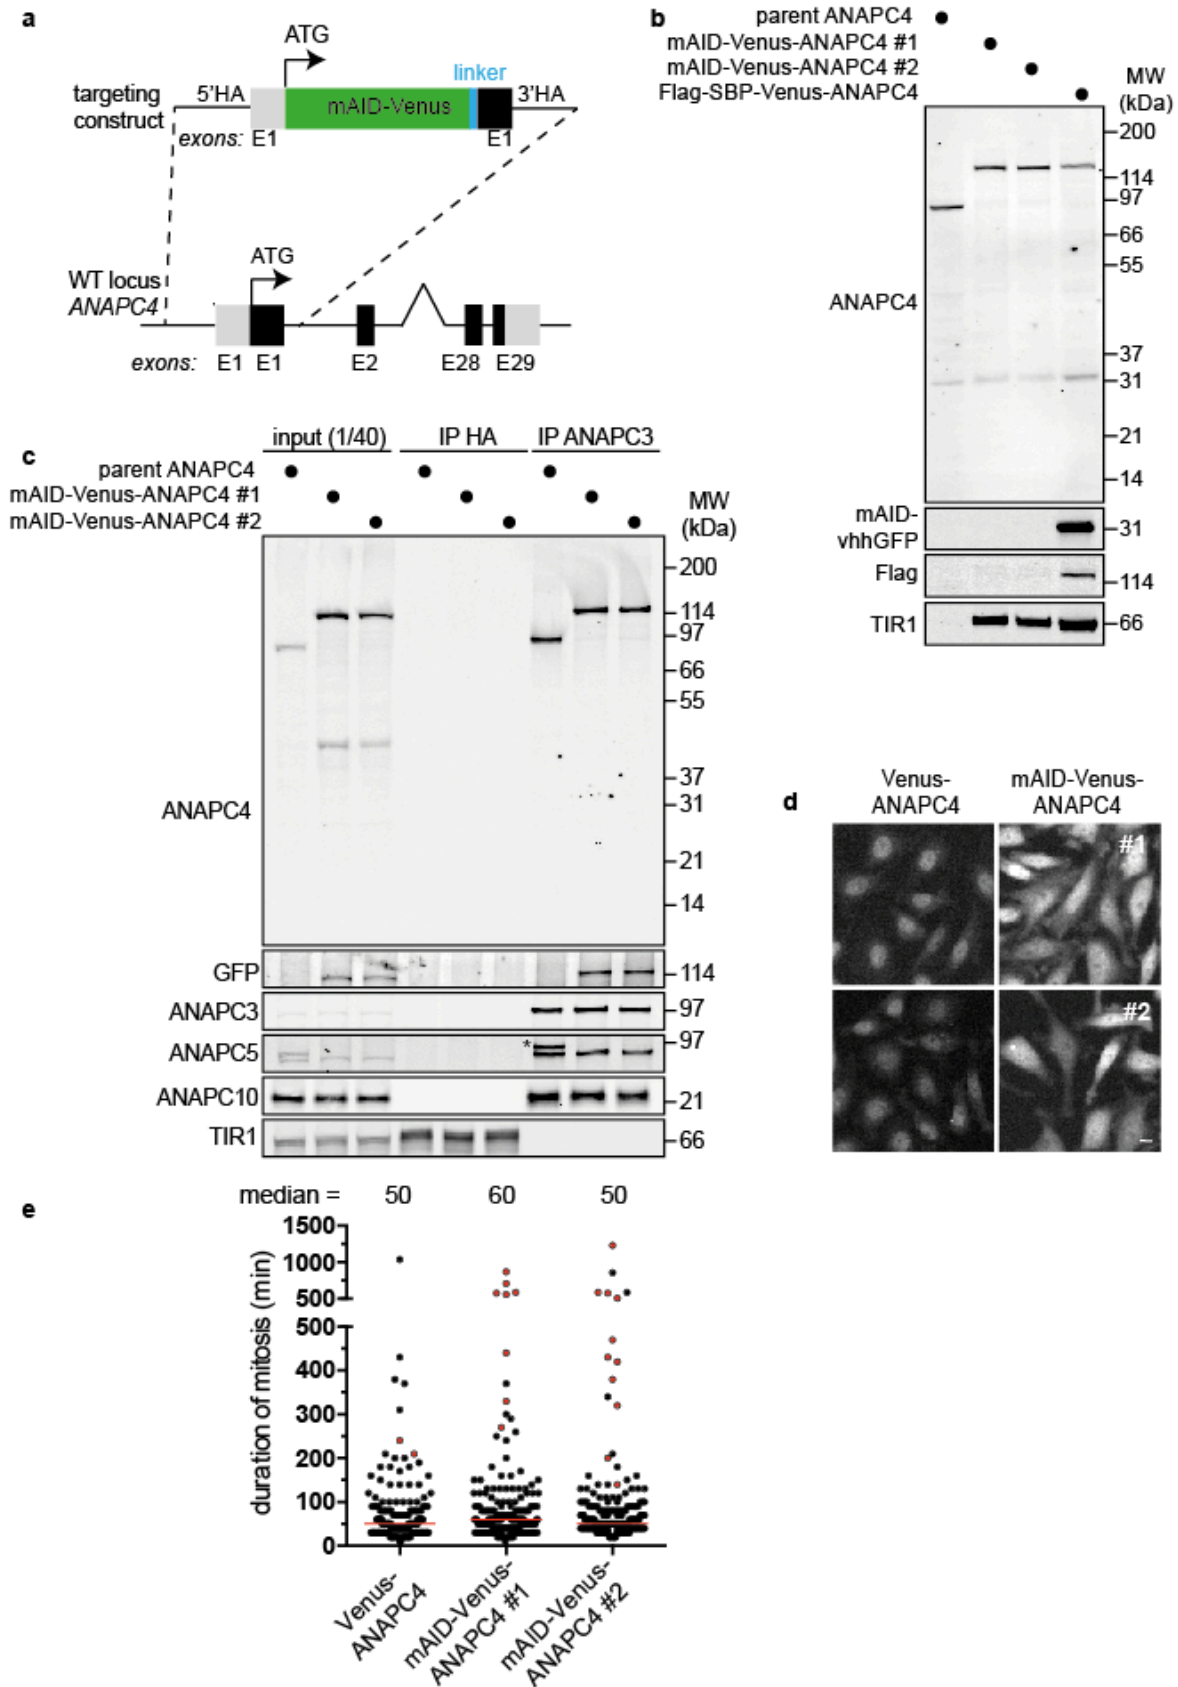 a
ATG
linker
targeting
construct
5'HA
mAID-Venus
3'HA
exons: E1
E1
ATG
WT locus
ANAPC4
exons: E1 E1 E2 E28 E29
b
parent ANAPC4
mAID-Venus-ANAPC4 #1
mAID-Venus-ANAPC4 #2
Flag-SBP-Venus-ANAPC4
MW
(kDa)
200
114
97
66
55
ANAPC4
37
31
21
14
mAID-
vhhGFP
31
Flag
114
TIR1
66
c
input (1/40) IP HA IP ANAPC3
parent ANAPC4
mAID-Venus-ANAPC4 #1
mAID-Venus-ANAPC4 #2
MW
(kDa)
200
114
97
66
55
37
31
ANAPC4
21
14
GFP
114
ANAPC3
97
*
97
ANAPC5
ANAPC10
21
TIR1
66
d
Venus-
ANAPC4
mAID-Venus-
ANAPC4
#1
#2
e
median = 50 60 50
duration of mitosis (min)
1500
1000
500
500
400
300
200
100
0
Venus-
ANAPC4
mAID-Venus-
ANAPC4 #1
mAID-Venus-
ANAPC4 #2